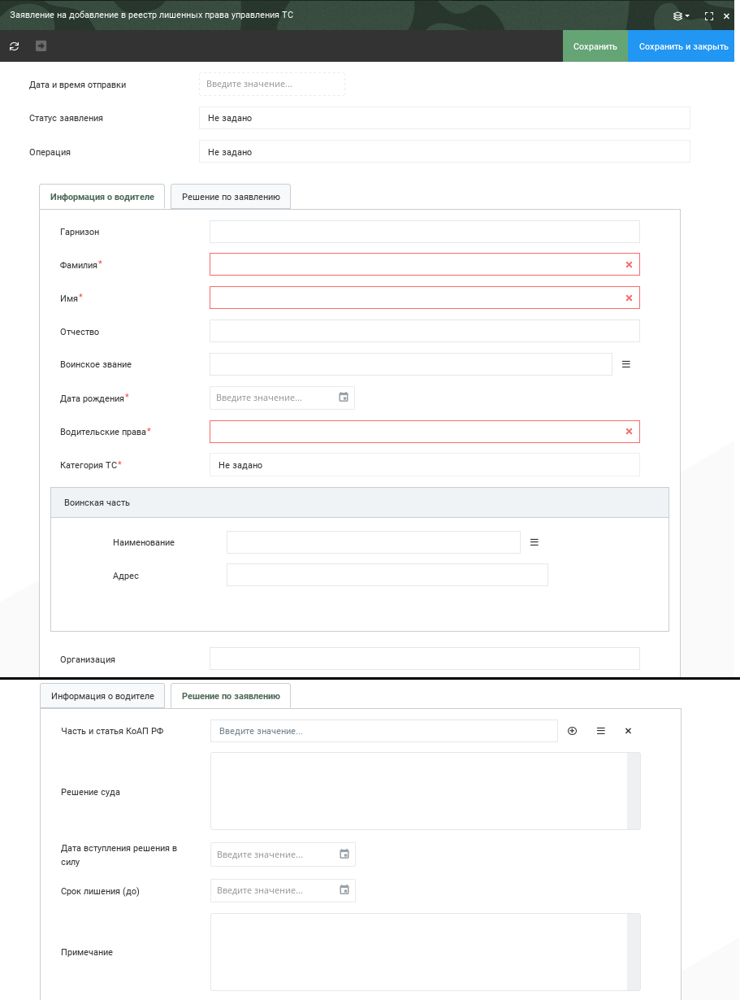 Заявление на добавление в реестр лишенных права управления ТС
Сохранить
Сохранить и закрыть
Дата и время отправки
Введите значение...
Статус заявления
Не задано
Операция
Не задано
Информация о водителе
Решение по заявлению
Гарнизон
Фамилия*
Имя*
Отчество
Воинское звание
Дата рождения*
Введите значение...
Водительские права*
Категория ТС*
Не задано
Воинская часть
Наименование
Адрес
Организация
Информация о водителе
Решение по заявлению
Часть и статья КоАП РФ
Введите значение...
Решение суда
Дата вступления решения в
силу
Введите значение...
Срок лишения (до)
Введите значение...
Примечание